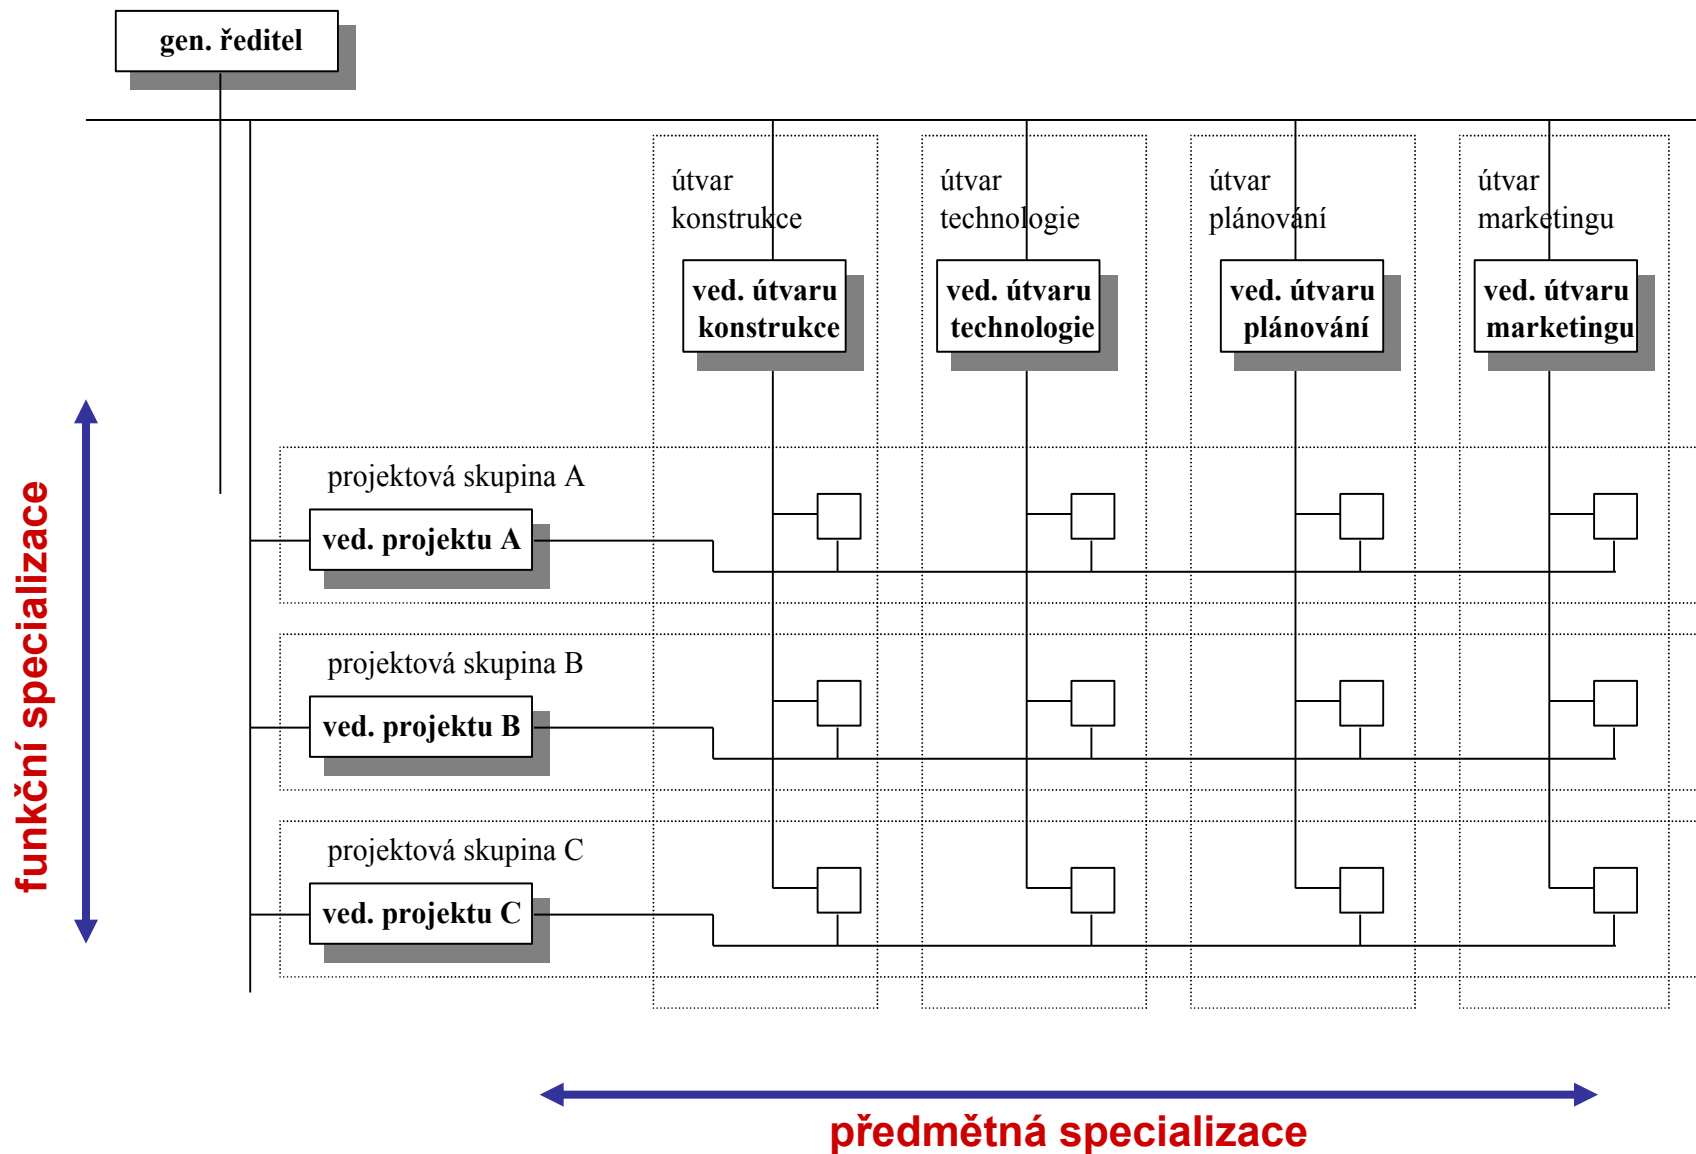 gen. ředitel
útvar
konstrukce
útvar
technologie
útvar
plánování
útvar
marketingu
ved. útvaru
konstrukce
ved. útvaru
technologie
ved. útvaru
plánování
ved. útvaru
marketingu
projektová skupina A
ved. projektu A
projektová skupina B
ved. projektu B
projektová skupina C
ved. projektu C
funkční specializace
předmětná specializace